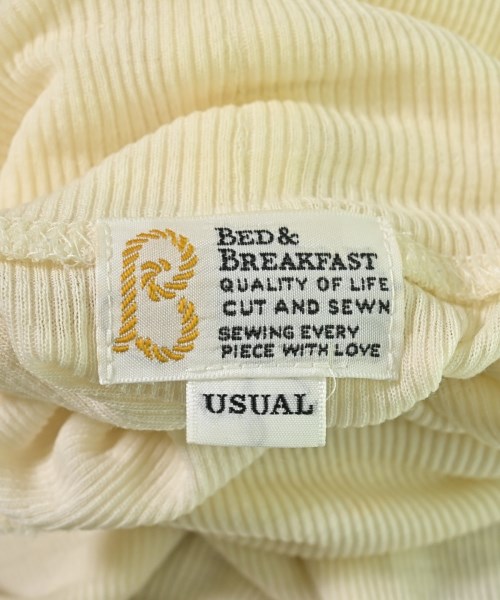 BED &
BREAKFAST
QUALITY OF LIFE
CUT AND SEWN
SEWING EVERY
PIECE WITH LOVE
USUAL